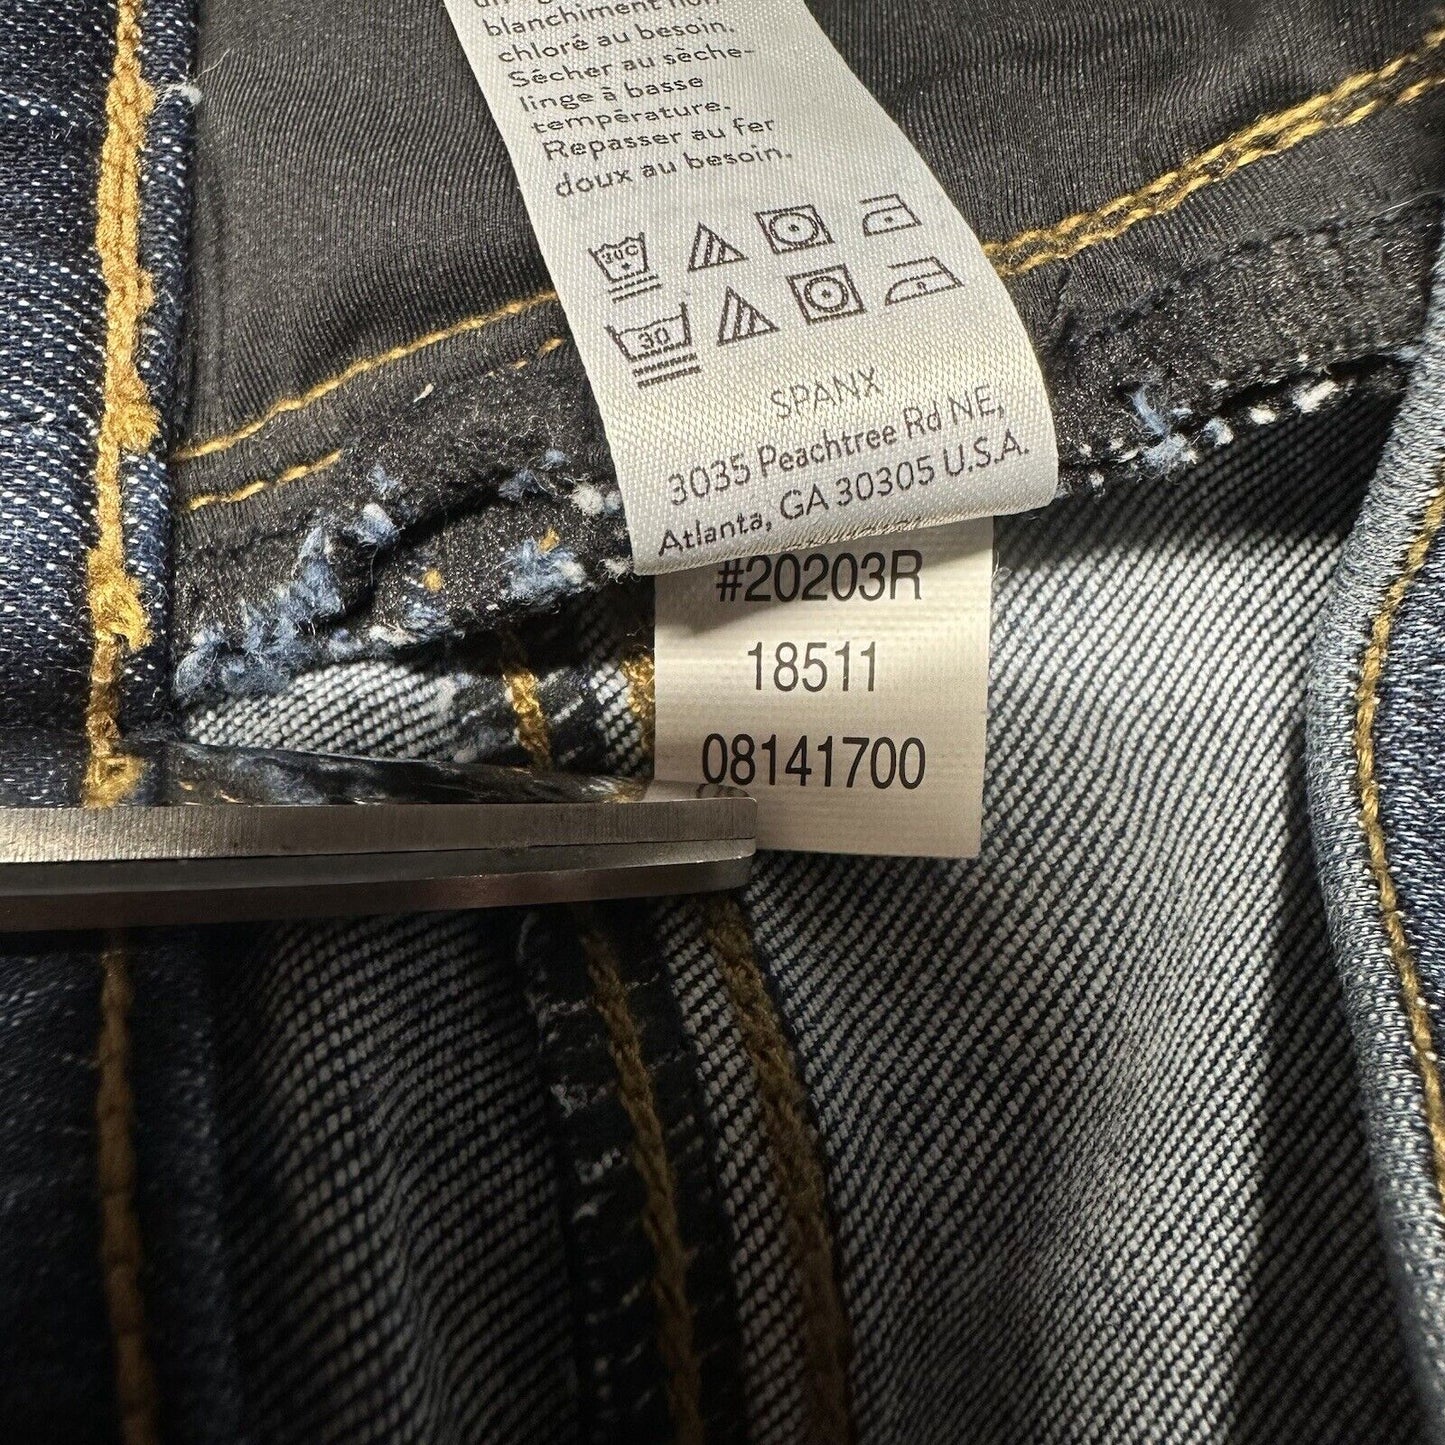 blanchiment non
chloré au besoin.
Sécher au sèche-
linge à basse
température.
Repasser au fer
doux au besoin.
30C
30
SPANX
3035 Peachtree Rd NE,
Atlanta, GA 30305 U.S.A.
#20203R
18511
08141700